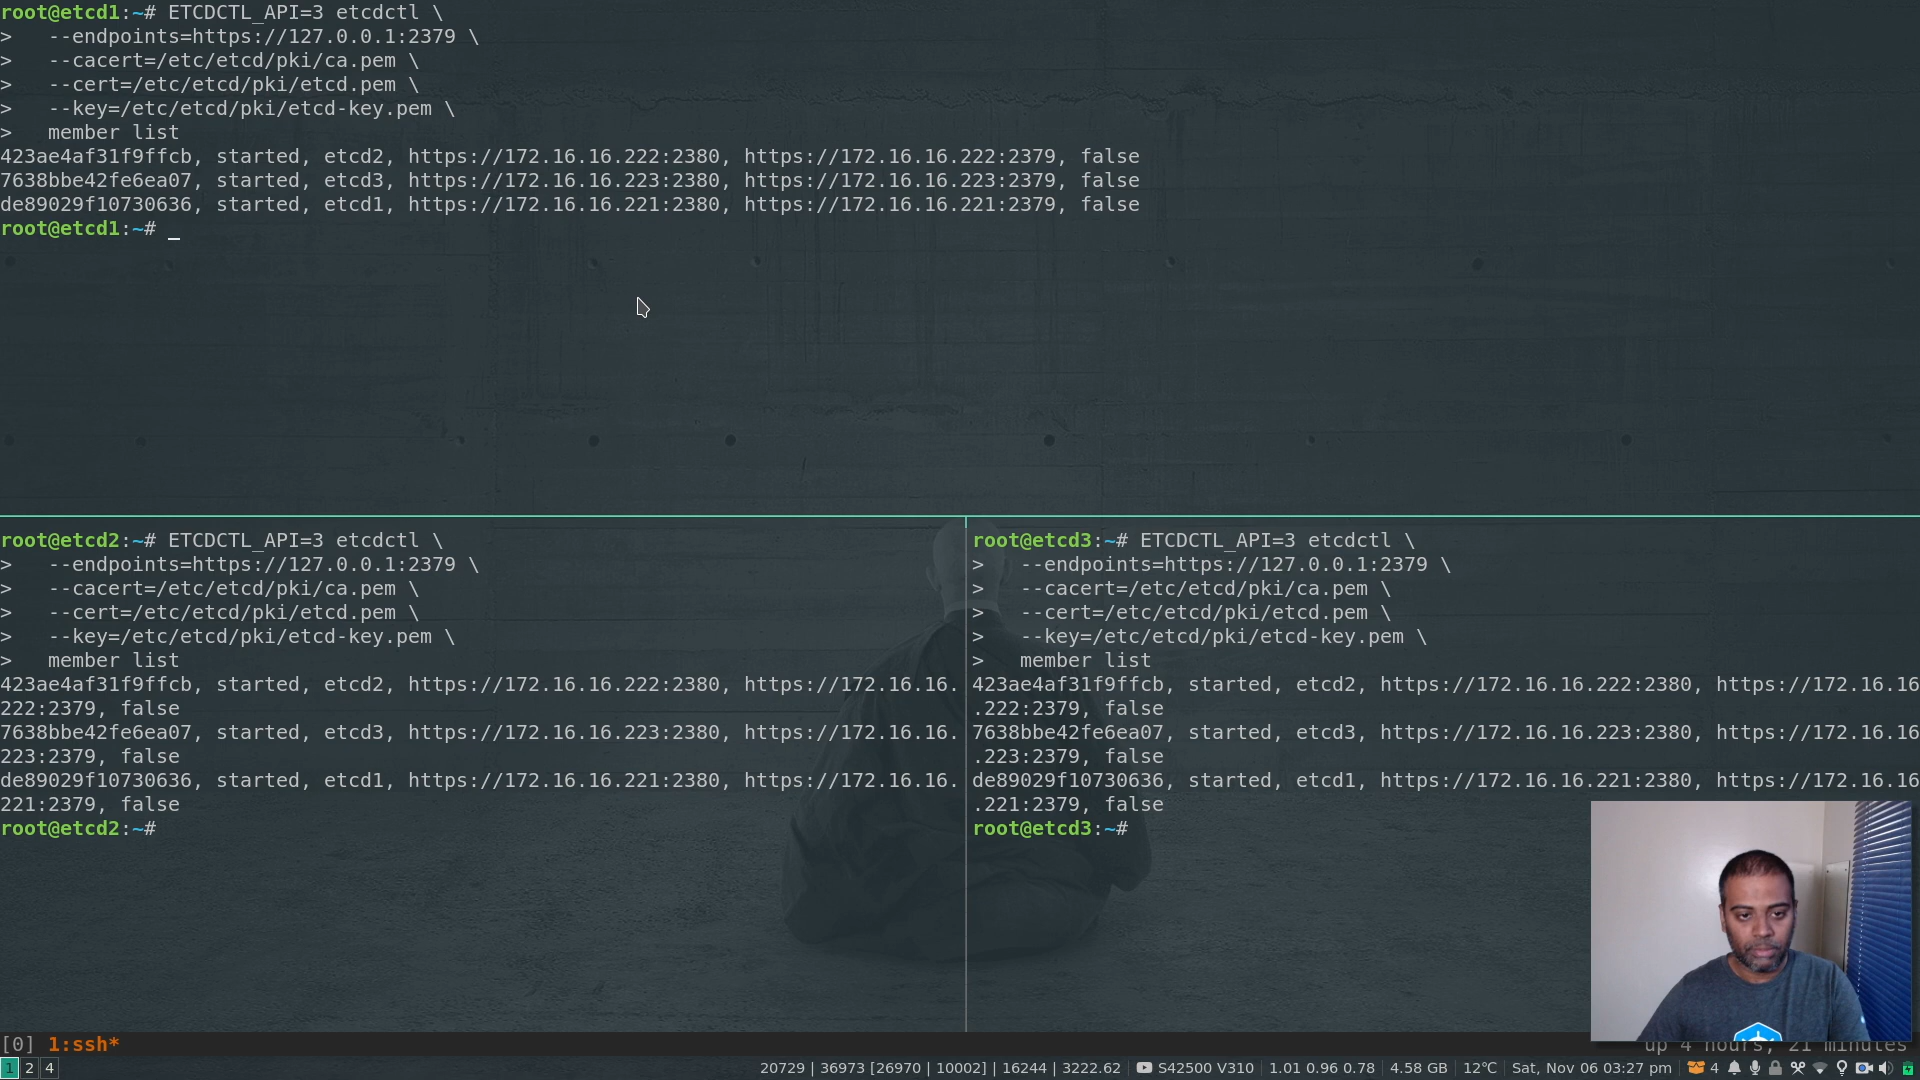 root@etcd1:~# ETCDCTL_API=3 etcdctl \
>   --endpoints=https://127.0.0.1:2379 \
>   --cacert=/etc/etcd/pki/ca.pem \
>   --cert=/etc/etcd/pki/etcd.pem \
>   --key=/etc/etcd/pki/etcd-key.pem \
>   member list
423ae4af31f9ffcb, started, etcd2, https://172.16.16.222:2380, https://172.16.16.222:2379, false
7638bbe42fe6ea07, started, etcd3, https://172.16.16.223:2380, https://172.16.16.223:2379, false
de89029f10730636, started, etcd1, https://172.16.16.221:2380, https://172.16.16.221:2379, false
root@etcd1:~# _
root@etcd2:~# ETCDCTL_API=3 etcdctl \
>   --endpoints=https://127.0.0.1:2379 \
>   --cacert=/etc/etcd/pki/ca.pem \
>   --cert=/etc/etcd/pki/etcd.pem \
>   --key=/etc/etcd/pki/etcd-key.pem \
>   member list
423ae4af31f9ffcb, started, etcd2, https://172.16.16.222:2380, https://172.16.16.
222:2379, false
7638bbe42fe6ea07, started, etcd3, https://172.16.16.223:2380, https://172.16.16.
223:2379, false
de89029f10730636, started, etcd1, https://172.16.16.221:2380, https://172.16.16.
221:2379, false
root@etcd2:~#
root@etcd3:~# ETCDCTL_API=3 etcdctl \
>   --endpoints=https://127.0.0.1:2379 \
>   --cacert=/etc/etcd/pki/ca.pem \
>   --cert=/etc/etcd/pki/etcd.pem \
>   --key=/etc/etcd/pki/etcd-key.pem \
>   member list
423ae4af31f9ffcb, started, etcd2, https://172.16.16.222:2380, https://172.16.16
.222:2379, false
7638bbe42fe6ea07, started, etcd3, https://172.16.16.223:2380, https://172.16.16
.223:2379, false
de89029f10730636, started, etcd1, https://172.16.16.221:2380, https://172.16.16
.221:2379, false
root@etcd3:~#
[0] 1:ssh*
up 4 hours, 21 minutes
1 2 4
20729 | 36973 [26970 | 10002] | 16244 | 3222.62 | S42500 V310 | 1.01 0.96 0.78 | 4.58 GB | 12℃ | Sat, Nov 06 03:27 pm | 4